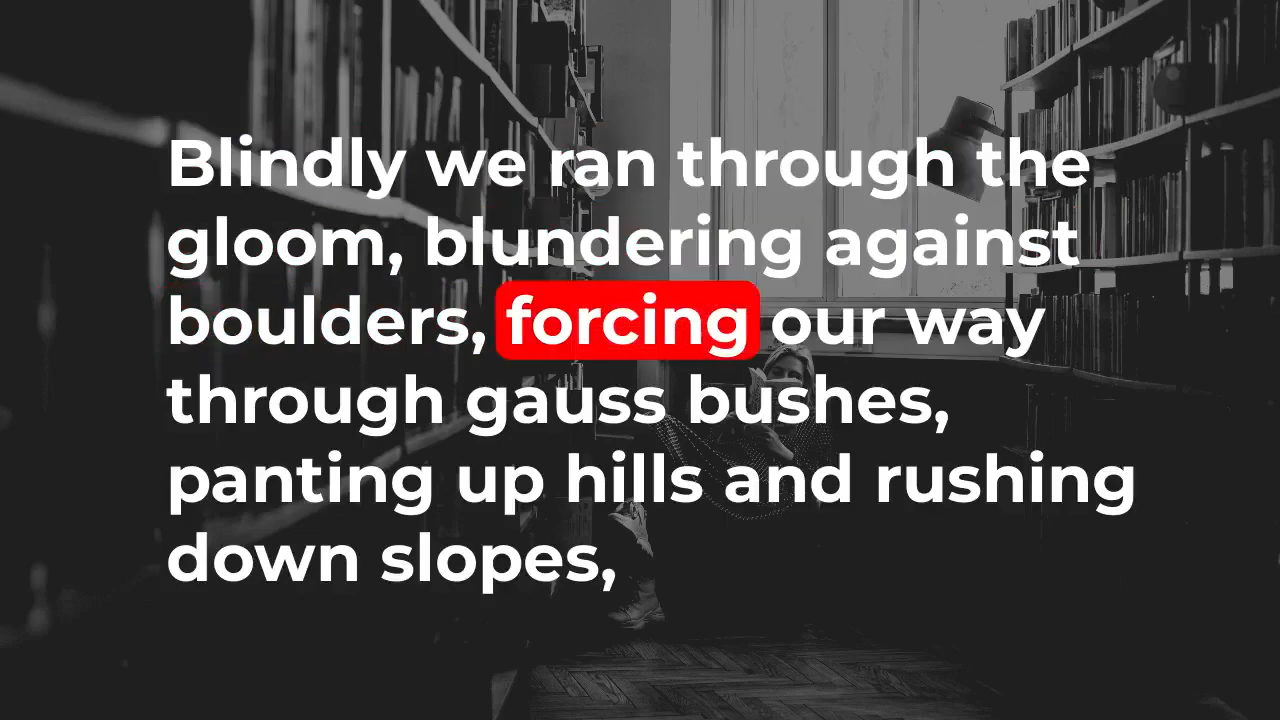 Blindly we ran through the
gloom, blundering against
boulders, forcing our way
through gauss bushes,
panting up hills and rushing
down slopes,